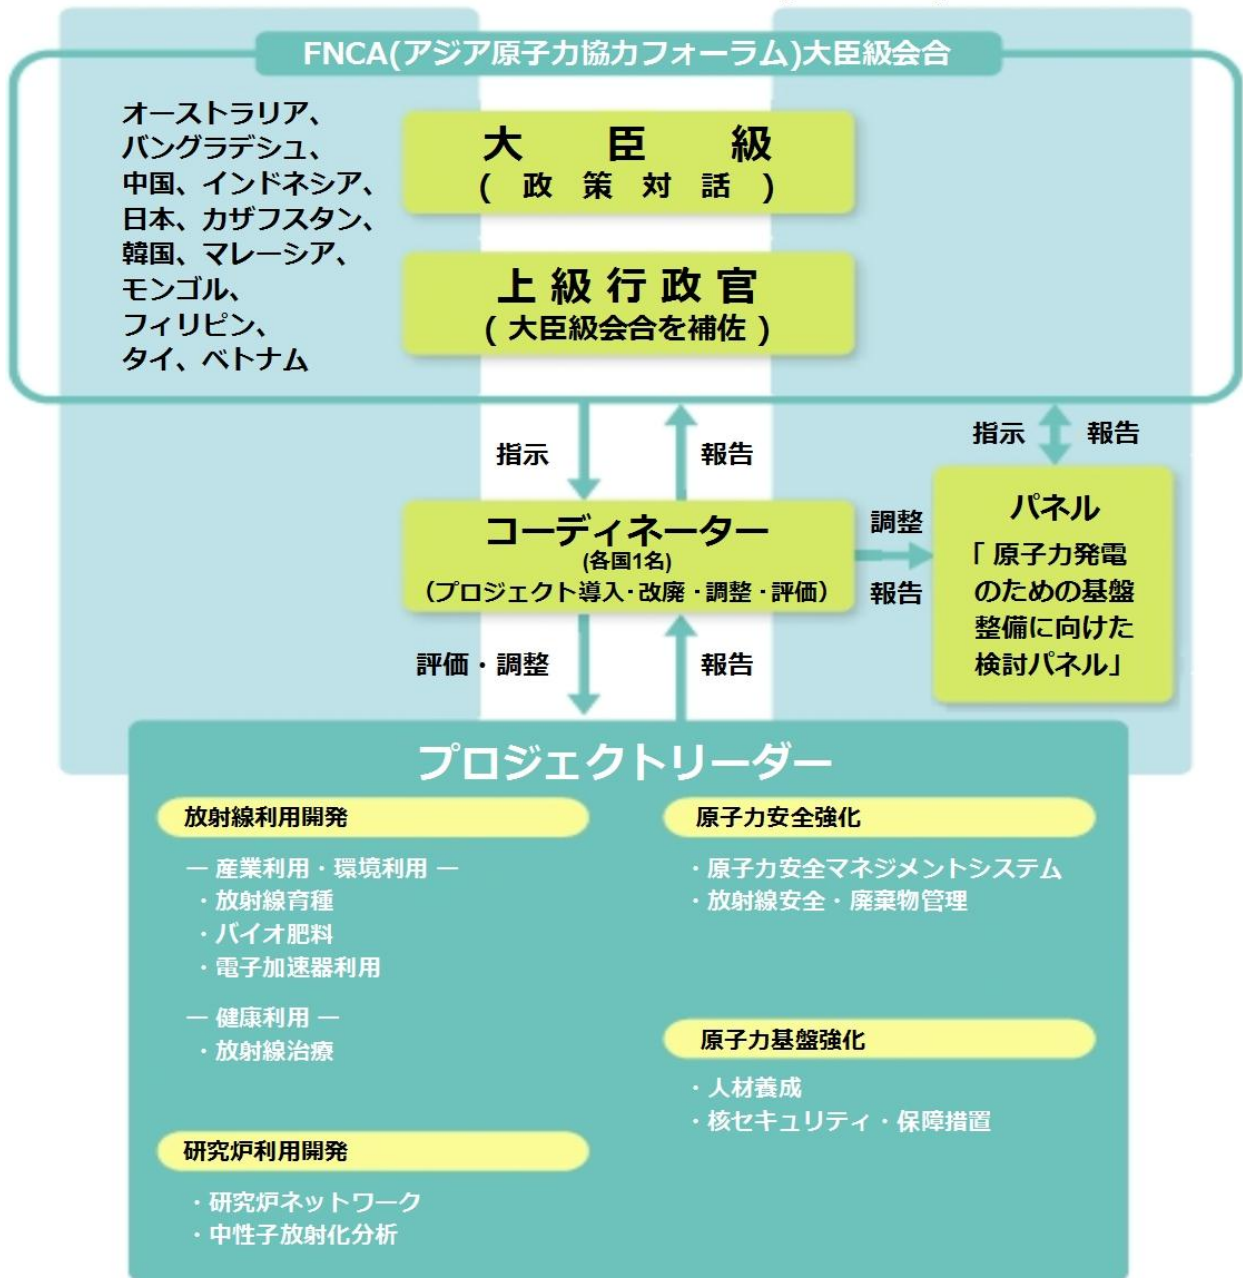 FNCA(アジア原子力協力フォーラム)大臣級会合
オーストラリア、
バングラデシュ、
中国、インドネシア、
日本、カザフスタン、
韓国、マレーシア、
モンゴル、
フィリピン、
タイ、ベトナム
大臣級
(政策対話)
上級行政官
(大臣級会合を補佐)
指示
報告
指示
報告
コーディネーター
(各国1名)
(プロジェクト導入・改廃・調整・評価)
調整
報告
パネル
「原子力発電
のための基盤
整備に向けた
検討パネル」
評価・調整
報告
プロジェクトリーダー
放射線利用開発
― 産業利用・環境利用 ―
・放射線育種
・バイオ肥料
・電子加速器利用
― 健康利用 ―
・放射線治療
研究炉利用開発
・研究炉ネットワーク
・中性子放射化分析
原子力安全強化
・原子力安全マネジメントシステム
・放射線安全・廃棄物管理
原子力基盤強化
・人材養成
・核セキュリティ・保障措置